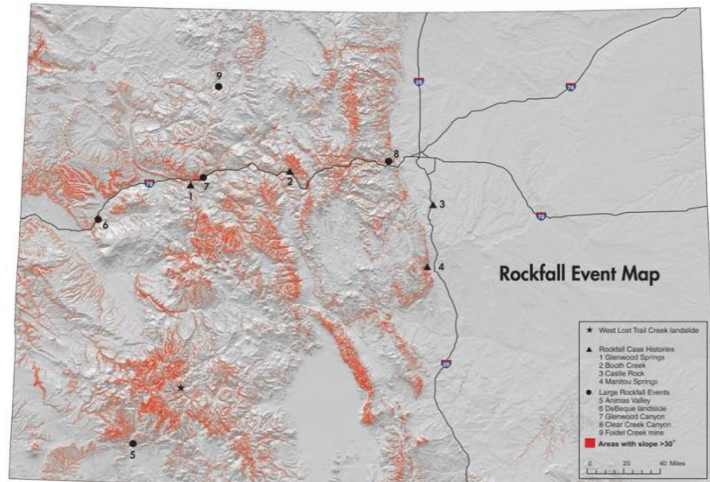 9
25
76
8
2
70
1
7
3
6
70
4
Rockfall Event Map
West Lost Trail Creek landslide
Rockfall Case Histories
1 Glenwood Springs
2 Booth Creek
3 Castle Rock
4 Manitou Springs
25
Large Rockfall Events
5 Animas Valley
6 DeBeque landslide
7 Glenwood Canyon
8 Clear Creek Canyon
9 Foidel Creek mine
Areas with slope >30°
5
0 20 40 Miles